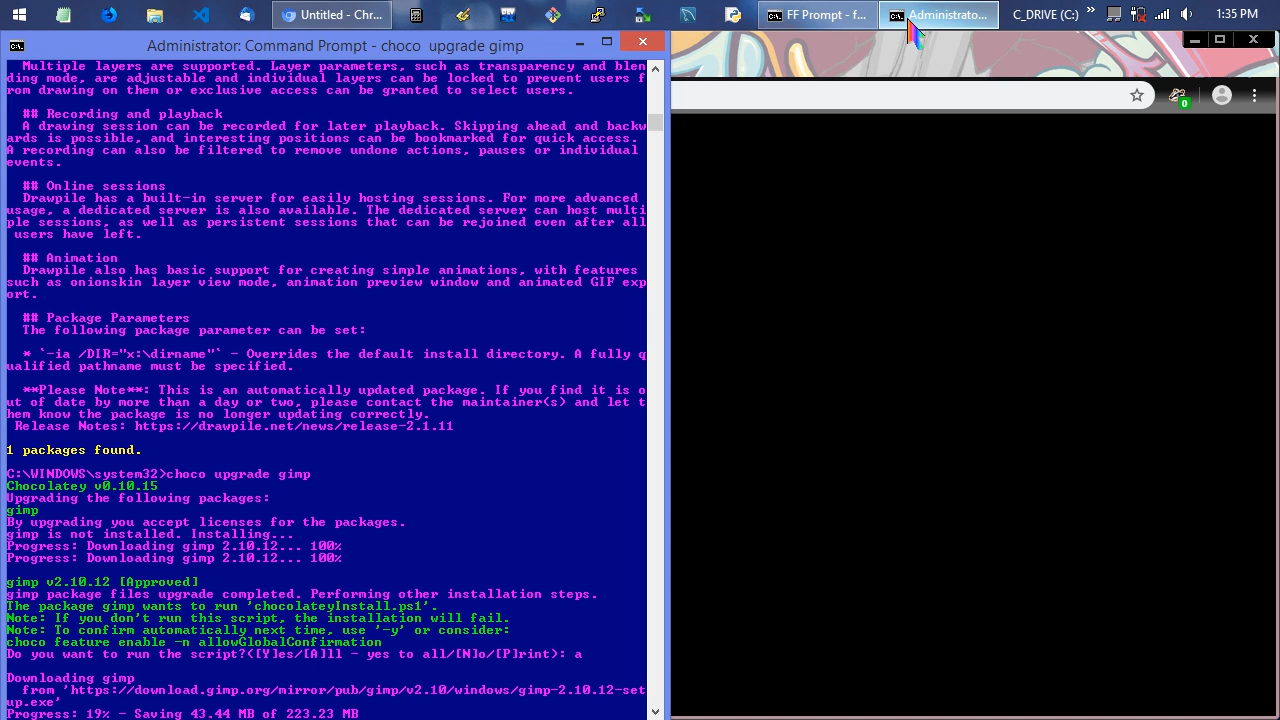 Untitled - Chr...
FF Prompt - f...
Administrato...
C_DRIVE (C:)
1:35 PM
Administrator: Command Prompt - choco  upgrade gimp
0
  Multiple layers are supported. Layer parameters, such as transparency and blen
ding mode, are adjustable and individual layers can be locked to prevent users f
rom drawing on them or exclusive access can be granted to select users.
  ## Recording and playback
  A drawing session can be recorded for later playback. Skipping ahead and backw
ards is possible, and interesting positions can be bookmarked for quick access.
A recording can also be filtered to remove undone actions, pauses or individual
events.
  ## Online sessions
  Drawpile has a built-in server for easily hosting sessions. For more advanced
usage, a dedicated server is also available. The dedicated server can host multi
ple sessions, as well as persistent sessions that can be rejoined even after all
 users have left.
  ## Animation
  Drawpile also has basic support for creating simple animations, with features
such as onionskin layer view mode, animation preview window and animated GIF exp
ort.
  ## Package Parameters
  The following package parameter can be set:
  * `-ia /DIR="x:\dirname"` - Overrides the default install directory. A fully q
ualified pathname must be specified.
  **Please Note**: This is an automatically updated package. If you find it is o
ut of date by more than a day or two, please contact the maintainer(s) and let t
hem know the package is no longer updating correctly.
 Release Notes: https://drawpile.net/news/release-2.1.11
1 packages found.
C:\WINDOWS\system32>choco upgrade gimp
Chocolatey v0.10.15
Upgrading the following packages:
gimp
By upgrading you accept licenses for the packages.
gimp is not installed. Installing...
Progress: Downloading gimp 2.10.12... 100%
Progress: Downloading gimp 2.10.12... 100%
gimp v2.10.12 [Approved]
gimp package files upgrade completed. Performing other installation steps.
The package gimp wants to run 'chocolateyInstall.ps1'.
Note: If you don't run this script, the installation will fail.
Note: To confirm automatically next time, use '-y' or consider:
choco feature enable -n allowGlobalConfirmation
Do you want to run the script?([Y]es/[A]ll - yes to all/[N]o/[P]rint): a
Downloading gimp
  from 'https://download.gimp.org/mirror/pub/gimp/v2.10/windows/gimp-2.10.12-set
up.exe'
Progress: 19% - Saving 43.44 MB of 223.23 MB